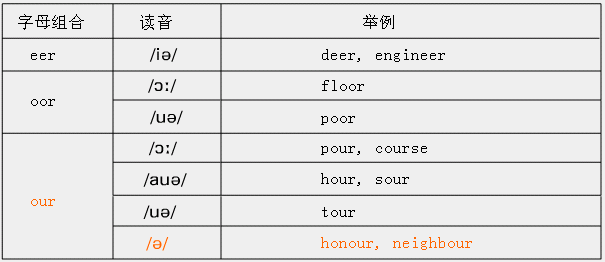 字母组合 读音 举例
eer /iə/ deer, engineer
oor /ɔː/ floor
/uə/ poor
our /ɔː/ pour, course
/auə/ hour, sour
/uə/ tour
/ə/ honour, neighbour